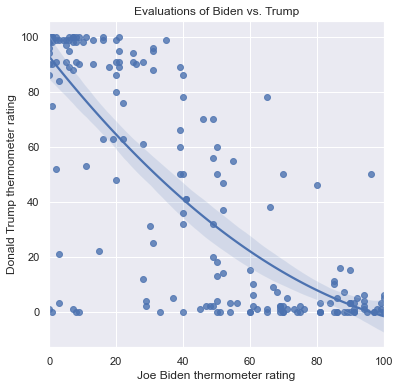 Evaluations of Biden vs. Trump
100
80
60
40
20
0
Donald Trump thermometer rating
0 20 40 60 80 100
Joe Biden thermometer rating